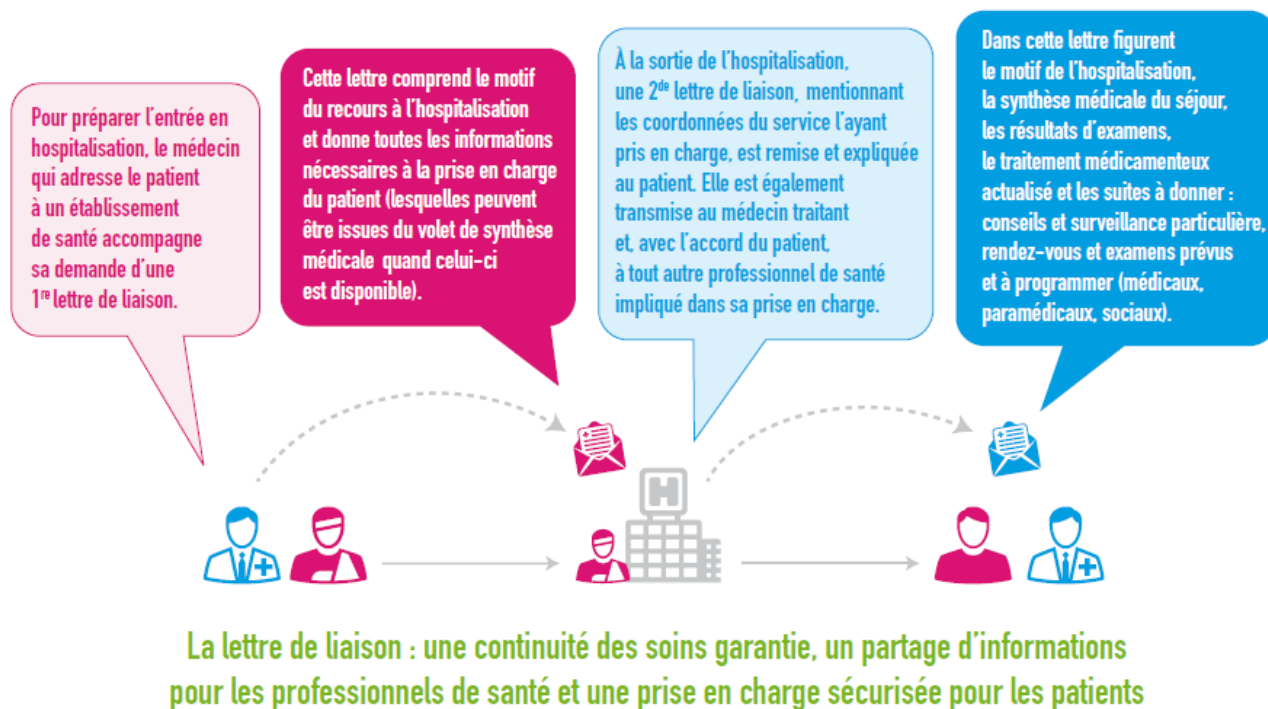 Pour préparer l'entrée en
hospitalisation, le médecin
qui adresse le patient
à un établissement
de santé accompagne
sa demande d'une
1re lettre de liaison.
Cette lettre comprend le motif
du recours à l'hospitalisation
et donne toutes les informations
nécessaires à la prise en charge
du patient (lesquelles peuvent
être issues du volet de synthèse
médicale quand celui-ci
est disponible).
À la sortie de l'hospitalisation,
une 2de lettre de liaison, mentionnant
les coordonnées du service l'ayant
pris en charge, est remise et expliquée
au patient. Elle est également
transmise au médecin traitant
et, avec l'accord du patient,
à tout autre professionnel de santé
impliqué dans sa prise en charge.
Dans cette lettre figurent
le motif de l'hospitalisation,
la synthèse médicale du séjour,
les résultats d'examens,
le traitement médicamenteux
actualisé et les suites à donner :
conseils et surveillance particulière,
rendez-vous et examens prévus
et à programmer (médicaux,
paramédicaux, sociaux).
H
La lettre de liaison : une continuité des soins garantie, un partage d'informations
pour les professionnels de santé et une prise en charge sécurisée pour les patients